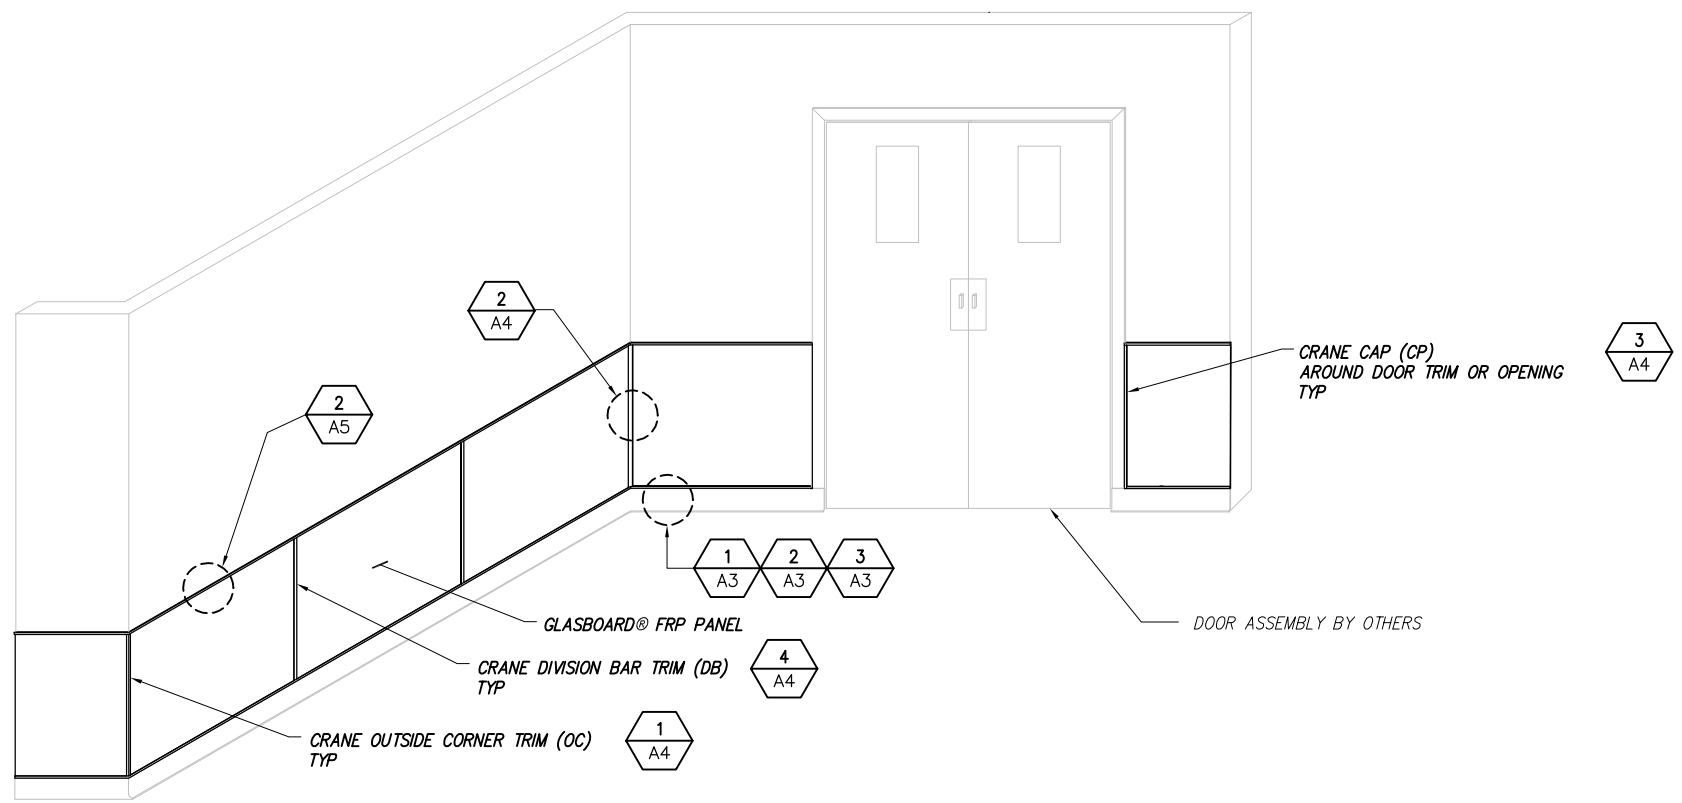 2
A4
3
A4
CRANE CAP (CP)
AROUND DOOR TRIM OR OPENING
TYP
2
A5
1
A3
2
A3
3
A3
GLASBOARD® FRP PANEL
DOOR ASSEMBLY BY OTHERS
CRANE DIVISION BAR TRIM (DB)
TYP
4
A4
CRANE OUTSIDE CORNER TRIM (OC)
TYP
1
A4